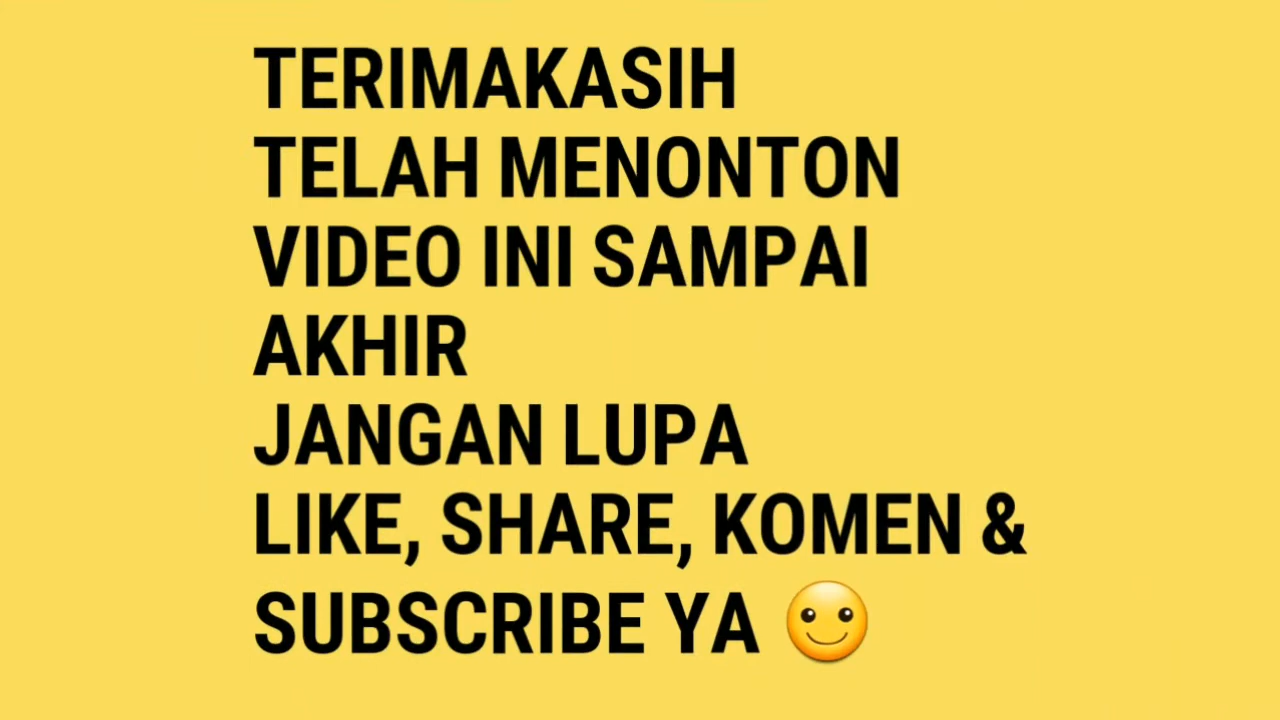 TERIMAKASIH
TELAH MENONTON
VIDEO INI SAMPAI
AKHIR
JANGAN LUPA
LIKE, SHARE, KOMEN &
SUBSCRIBE YA 🙂